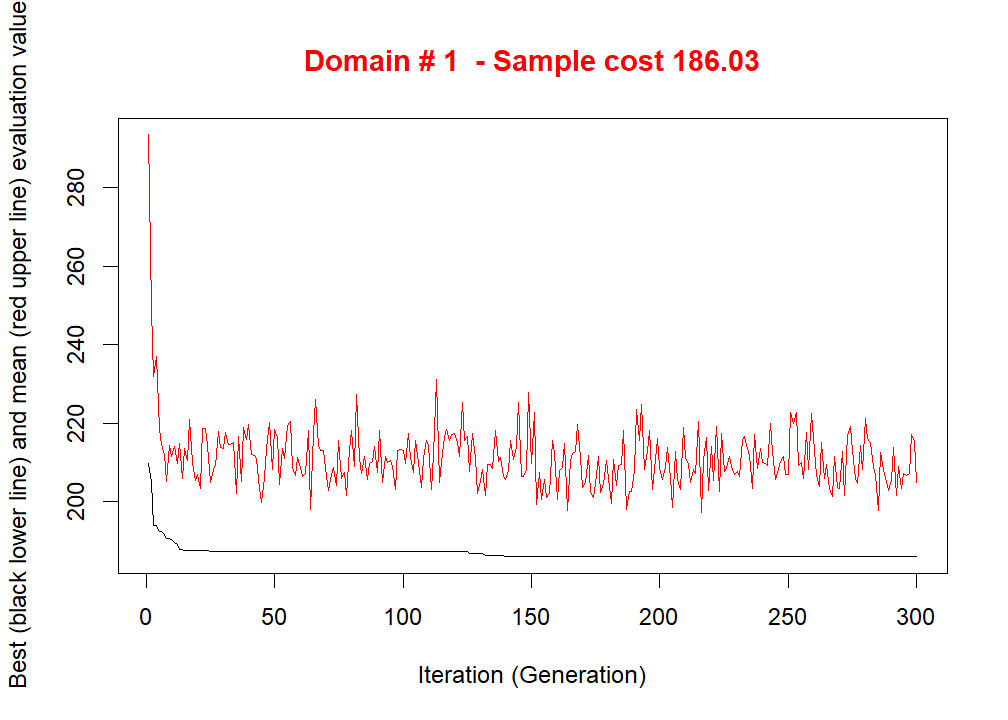 Domain # 1  - Sample cost 186.03
Best (black lower line) and mean (red upper line) evaluation value
280
260
240
220
200
0 50 100 150 200 250 300
Iteration (Generation)